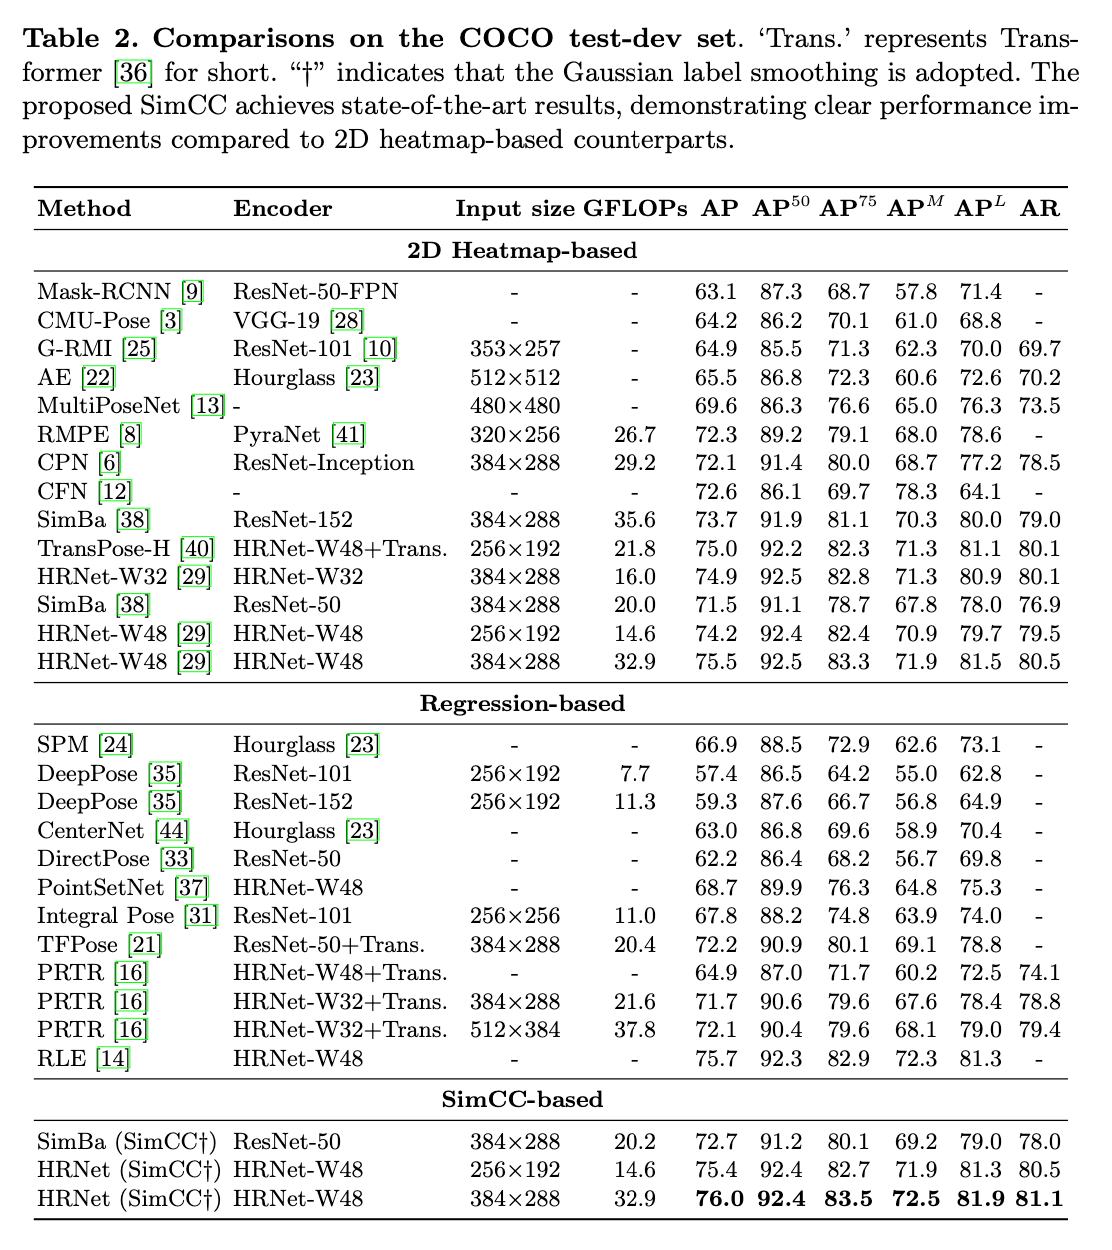 Table 2. Comparisons on the COCO test-dev set. ‘Trans.’ represents Trans-
former [36] for short. “†” indicates that the Gaussian label smoothing is adopted. The
proposed SimCC achieves state-of-the-art results, demonstrating clear performance im-
provements compared to 2D heatmap-based counterparts.
Method Encoder Input size GFLOPs AP AP^50 AP^75 AP^M AP^L AR
2D Heatmap-based
Mask-RCNN [9] ResNet-50-FPN - - 63.1 87.3 68.7 57.8 71.4 -
CMU-Pose [3] VGG-19 [28] - - 64.2 86.2 70.1 61.0 68.8 -
G-RMI [25] ResNet-101 [10] 353×257 - 64.9 85.5 71.3 62.3 70.0 69.7
AE [22] Hourglass [23] 512×512 - 65.5 86.8 72.3 60.6 72.6 70.2
MultiPoseNet [13] - 480×480 - 69.6 86.3 76.6 65.0 76.3 73.5
RMPE [8] PyraNet [41] 320×256 26.7 72.3 89.2 79.1 68.0 78.6 -
CPN [6] ResNet-Inception 384×288 29.2 72.1 91.4 80.0 68.7 77.2 78.5
CFN [12] - - - 72.6 86.1 69.7 78.3 64.1 -
SimBa [38] ResNet-152 384×288 35.6 73.7 91.9 81.1 70.3 80.0 79.0
TransPose-H [40] HRNet-W48+Trans. 256×192 21.8 75.0 92.2 82.3 71.3 81.1 80.1
HRNet-W32 [29] HRNet-W32 384×288 16.0 74.9 92.5 82.8 71.3 80.9 80.1
SimBa [38] ResNet-50 384×288 20.0 71.5 91.1 78.7 67.8 78.0 76.9
HRNet-W48 [29] HRNet-W48 256×192 14.6 74.2 92.4 82.4 70.9 79.7 79.5
HRNet-W48 [29] HRNet-W48 384×288 32.9 75.5 92.5 83.3 71.9 81.5 80.5
Regression-based
SPM [24] Hourglass [23] - - 66.9 88.5 72.9 62.6 73.1 -
DeepPose [35] ResNet-101 256×192 7.7 57.4 86.5 64.2 55.0 62.8 -
DeepPose [35] ResNet-152 256×192 11.3 59.3 87.6 66.7 56.8 64.9 -
CenterNet [44] Hourglass [23] - - 63.0 86.8 69.6 58.9 70.4 -
DirectPose [33] ResNet-50 - - 62.2 86.4 68.2 56.7 69.8 -
PointSetNet [37] HRNet-W48 - - 68.7 89.9 76.3 64.8 75.3 -
Integral Pose [31] ResNet-101 256×256 11.0 67.8 88.2 74.8 63.9 74.0 -
TFPose [21] ResNet-50+Trans. 384×288 20.4 72.2 90.9 80.1 69.1 78.8 -
PRTR [16] HRNet-W48+Trans. - - 64.9 87.0 71.7 60.2 72.5 74.1
PRTR [16] HRNet-W32+Trans. 384×288 21.6 71.7 90.6 79.6 67.6 78.4 78.8
PRTR [16] HRNet-W32+Trans. 512×384 37.8 72.1 90.4 79.6 68.1 79.0 79.4
RLE [14] HRNet-W48 - - 75.7 92.3 82.9 72.3 81.3 -
SimCC-based
SimBa (SimCC†) ResNet-50 384×288 20.2 72.7 91.2 80.1 69.2 79.0 78.0
HRNet (SimCC†) HRNet-W48 256×192 14.6 75.4 92.4 82.7 71.9 81.3 80.5
HRNet (SimCC†) HRNet-W48 384×288 32.9 76.0 92.4 83.5 72.5 81.9 81.1